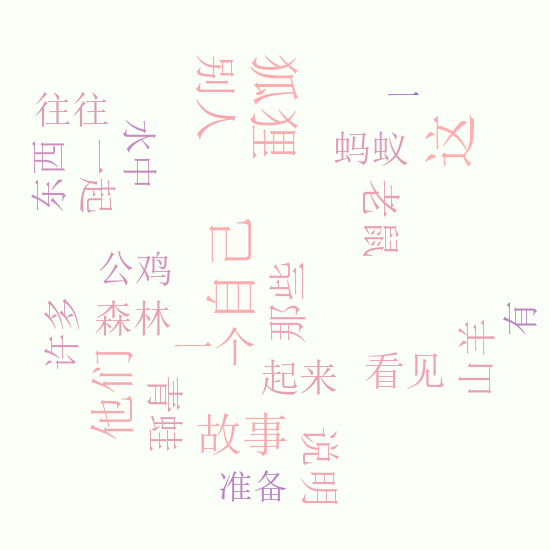 狐狸
别人
一
往往
这
水中
蚂蚁
东西
一起
老鼠
自己
公鸡
那些
森林
许多
有
一个
山羊
他们
起来
看见
青蛙
故事
说明
准备